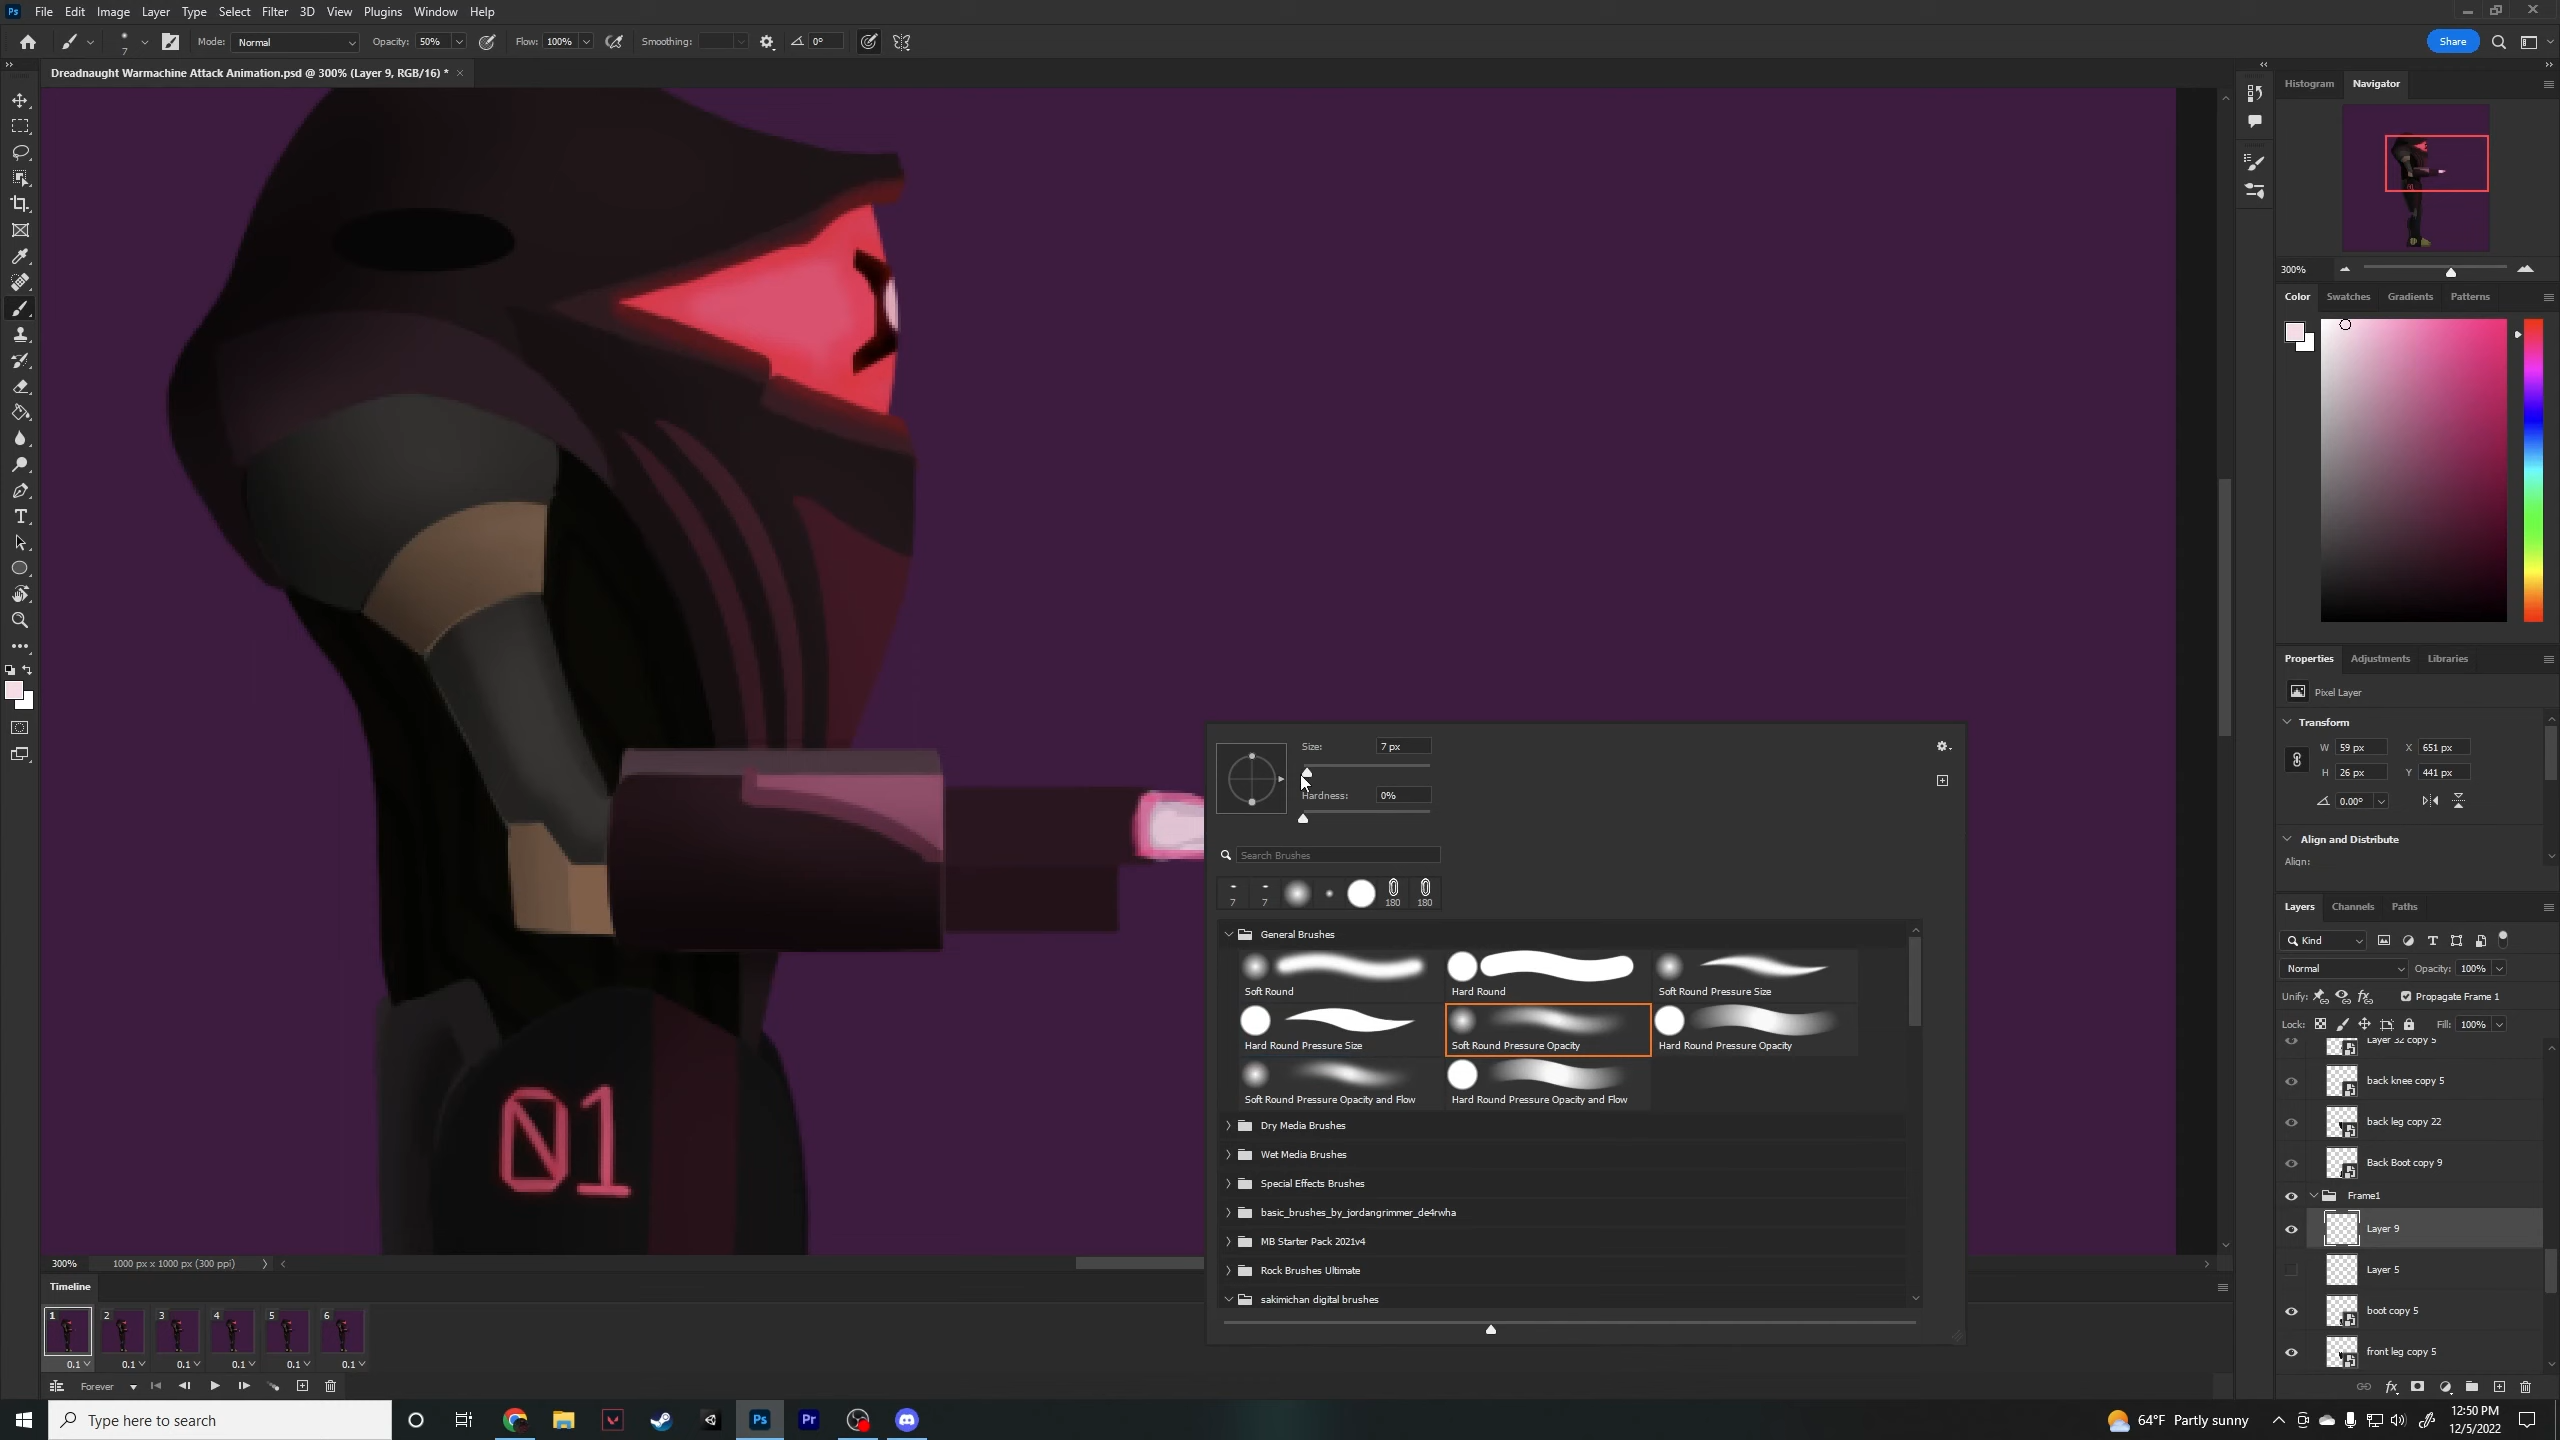 Ps File Edit Image Layer Type Select Filter 3D View Plugins Window Help
7 Mode: Normal Opacity: 50% Flow: 100% Smoothing: 0° Share
Dreadnaught Warmachine Attack Animation.psd @ 300% (Layer 9, RGB/16) *
Histogram Navigator
300%
Color Swatches Gradients Patterns
Properties Adjustments Libraries
Pixel Layer
Transform
W 59 px X 651 px
H 26 px Y 441 px
0.00°
Align and Distribute
Align:
Size: 7 px
Hardness: 0%
Search Brushes
7 7 180 180
General Brushes
Soft Round Hard Round Soft Round Pressure Size
Hard Round Pressure Size Soft Round Pressure Opacity Hard Round Pressure Opacity
Soft Round Pressure Opacity and Flow Hard Round Pressure Opacity and Flow
Dry Media Brushes
Wet Media Brushes
Special Effects Brushes
basic_brushes_by_jordangrimmer_de4rwha
MB Starter Pack 2021v4
Rock Brushes Ultimate
sakimichan digital brushes
01
Layers Channels Paths
Kind
Normal Opacity: 100%
Unify: Propagate Frame 1
Lock: Fill: 100%
Layer 32 copy 5
back knee copy 5
back leg copy 22
Back Boot copy 9
Frame1
Layer 9
Layer 5
boot copy 5
front leg copy 5
300% 1000 px x 1000 px (300 ppi)
Timeline
1 2 3 4 5 6
0.1 0.1 0.1 0.1 0.1 0.1
Forever
Type here to search
Ps Pr
64°F Partly sunny
12:50 PM
12/5/2022